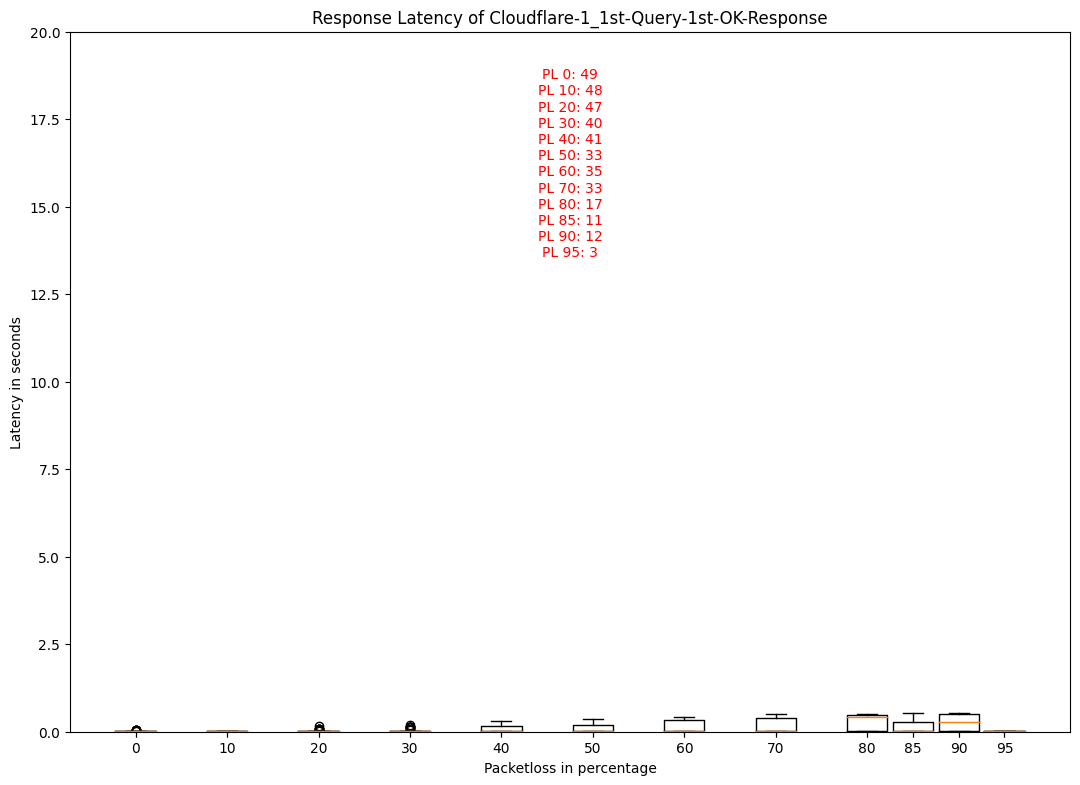 Response Latency of Cloudflare-1_1st-Query-1st-OK-Response
20.0
17.5
15.0
12.5
10.0
7.5
5.0
2.5
0.0
Latency in seconds
PL 0: 49
PL 10: 48
PL 20: 47
PL 30: 40
PL 40: 41
PL 50: 33
PL 60: 35
PL 70: 33
PL 80: 17
PL 85: 11
PL 90: 12
PL 95: 3
0 10 20 30 40 50 60 70 80 85 90 95
Packetloss in percentage